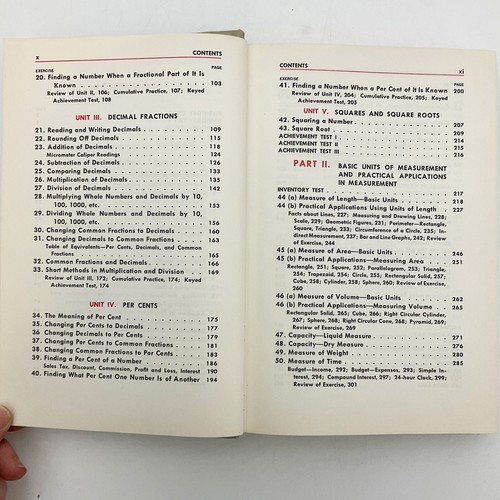 x CONTENTS
EXERCISE PAGE
20. Finding a Number When a Fractional Part of It Is
Known 103
Review of Unit II, 106; Cumulative Practice, 107; Keyed
Achievement Test, 108
UNIT III. DECIMAL FRACTIONS
21. Reading and Writing Decimals 109
22. Rounding Off Decimals 115
23. Addition of Decimals 118
Micrometer Caliper Readings 124
24. Subtraction of Decimals 126
25. Comparing Decimals 133
26. Multiplication of Decimals 135
27. Division of Decimals 142
28. Multiplying Whole Numbers and Decimals by 10,
100, 1000, etc. 153
29. Dividing Whole Numbers and Decimals by 10,
100, 1000, etc. 156
30. Changing Common Fractions to Decimals 160
31. Changing Decimals to Common Fractions 163
Table of Equivalents—Per Cents, Decimals, and Common
Fractions 165
32. Common Fractions and Decimals 166
33. Short Methods in Multiplication and Division 169
Review of Unit III, 172; Cumulative Practice, 174; Keyed
Achievement Test, 174
UNIT IV. PER CENTS
34. The Meaning of Per Cent 175
35. Changing Per Cents to Decimals 177
36. Changing Decimals to Per Cents 179
37. Changing Per Cents to Common Fractions 181
38. Changing Common Fractions to Per Cents 183
39. Finding a Per Cent of a Number 186
Sales Tax, Discount, Commission, Profit and Loss, Interest 190
40. Finding What Per Cent One Number Is of Another 194
CONTENTS xi
EXERCISE PAGE
41. Finding a Number When a Per Cent of It Is Known 200
Review of Unit IV, 204; Cumulative Practice, 205; Keyed
Achievement Test, 205
UNIT V. SQUARES AND SQUARE ROOTS
42. Squaring a Number 207
43. Square Root 209
ACHIEVEMENT TEST I 214
ACHIEVEMENT TEST II 215
ACHIEVEMENT TEST III 216
PART II. BASIC UNITS OF MEASUREMENT
AND PRACTICAL APPLICATIONS
IN MEASUREMENT
INVENTORY TEST 217
44 (a) Measure of Length—Basic Units 218
44 (b) Practical Applications Using Units of Length 227
Facts about Lines, 227; Measuring and Drawing Lines, 228;
Scale, 229; Geometric Figures, 231; Perimeter—Rectangle,
Square, Triangle, 233; Circumference of a Circle, 235; In-
direct Measurement, 237; Bar and Line Graphs, 242; Review of
Exercise, 244
45 (a) Measure of Area—Basic Units 246
45 (b) Practical Applications—Measuring Area 251
Rectangle, 251; Square, 252; Parallelogram, 253; Triangle,
254; Trapezoid, 254; Circle, 255; Rectangular Solid, 257;
Cube, 258; Cylinder, 258; Sphere, 260; Review of Exercise,
260
46 (a) Measure of Volume—Basic Units 262
46 (b) Practical Applications—Measuring Volume 265
Rectangular Solid, 265; Cube, 266; Right Circular Cylinder,
267; Sphere, 268; Right Circular Cone, 268; Pyramid, 269;
Review of Exercise, 269
47. Capacity—Liquid Measure 271
48. Capacity—Dry Measure 276
49. Measure of Weight 280
50. Measure of Time 285
Budget—Income, 292; Budget—Expenses, 293; Simple In-
terest, 294; Compound Interest, 297; 24-hour Clock, 299;
Review of Exercise, 301